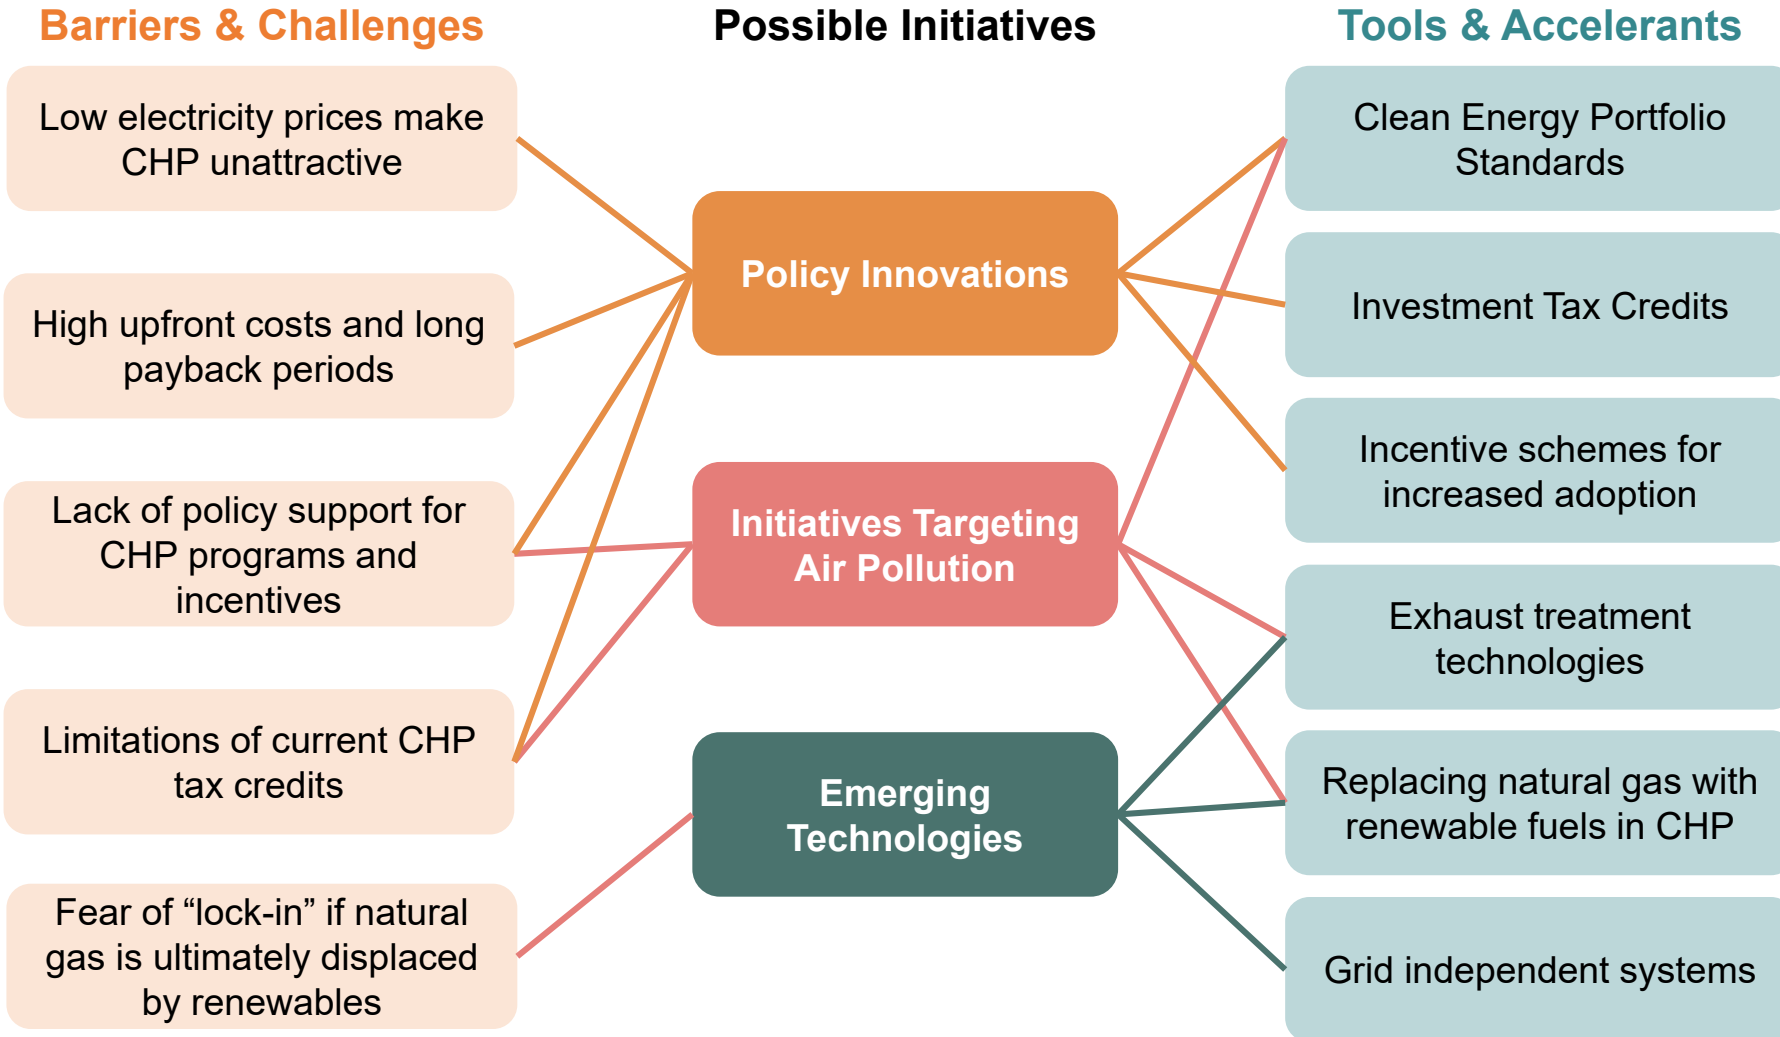 Barriers & Challenges
Low electricity prices make
CHP unattractive
High upfront costs and long
payback periods
Lack of policy support for
CHP programs and
incentives
Limitations of current CHP
tax credits
Fear of “lock-in” if natural
gas is ultimately displaced
by renewables
Possible Initiatives
Policy Innovations
Initiatives Targeting
Air Pollution
Emerging
Technologies
Tools & Accelerants
Clean Energy Portfolio
Standards
Investment Tax Credits
Incentive schemes for
increased adoption
Exhaust treatment
technologies
Replacing natural gas with
renewable fuels in CHP
Grid independent systems